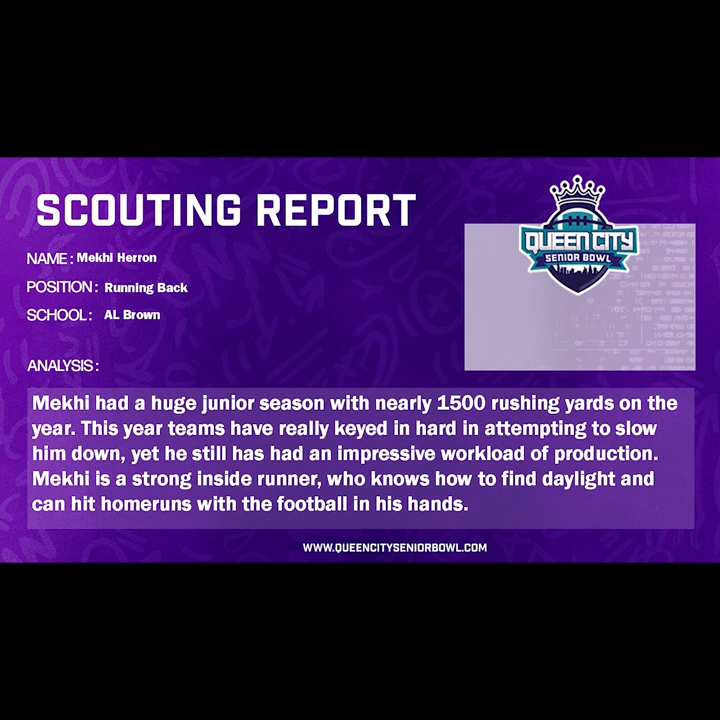 SCOUTING REPORT
QUEEN CITY
SENIOR BOWL
NAME: Mekhi Herron
POSITION: Running Back
SCHOOL: AL Brown
ANALYSIS:
Mekhi had a huge junior season with nearly 1500 rushing yards on the
year. This year teams have really keyed in hard in attempting to slow
him down, yet he still has had an impressive workload of production.
Mekhi is a strong inside runner, who knows how to find daylight and
can hit homeruns with the football in his hands.
WWW.QUEENCITYSENIORBOWL.COM